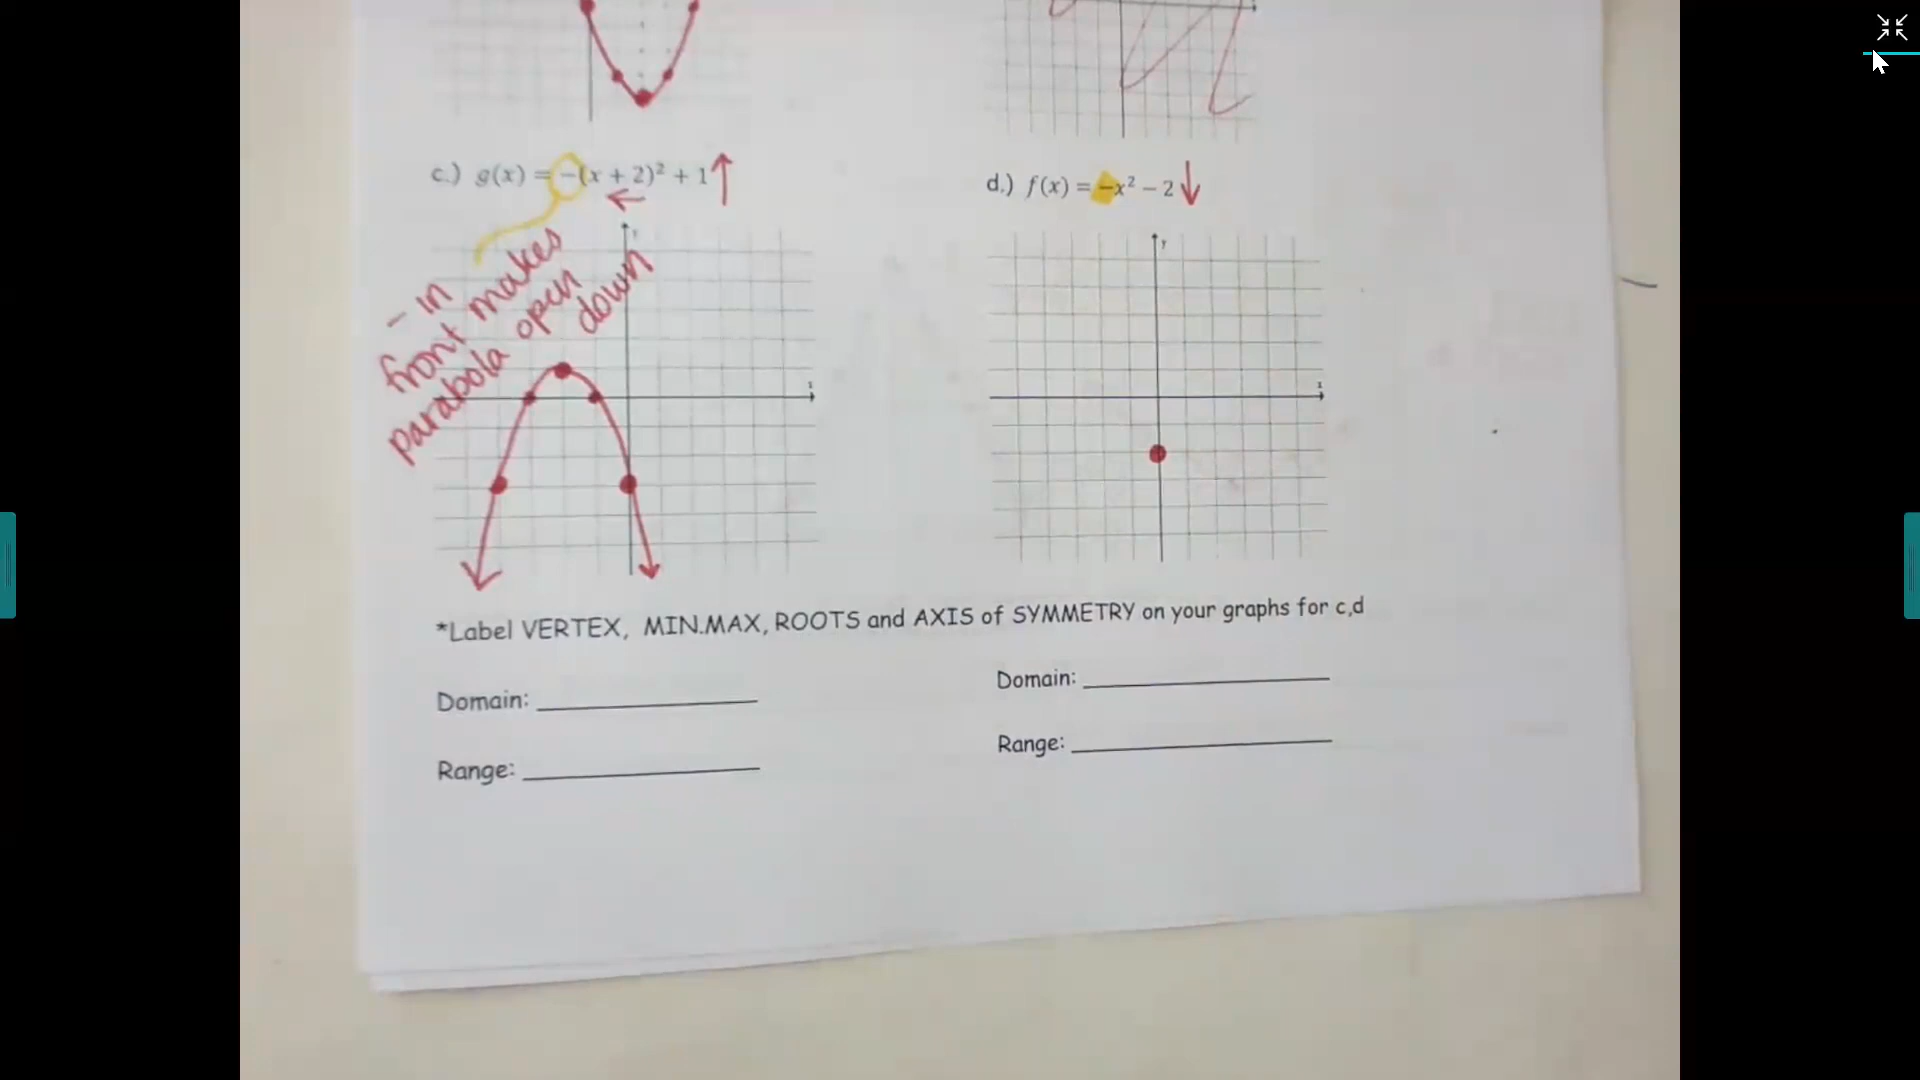 c.) g(x) = -(x + 2)² + 1
d.) f(x) = -x² - 2
y
y
- in
front makes
parabola open
down
x
x
*Label VERTEX, MIN.MAX, ROOTS and AXIS of SYMMETRY on your graphs for c,d
Domain:
Domain:
Range:
Range: